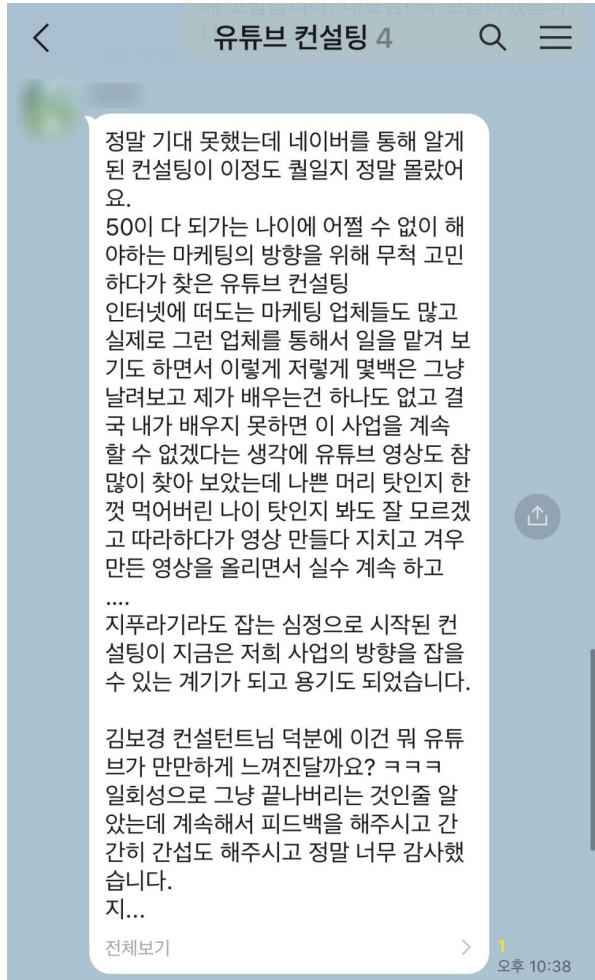 유튜브 컨설팅 4
정말 기대 못했는데 네이버를 통해 알게
된 컨설팅이 이정도 퀄일지 정말 몰랐어
요.
50이 다 되가는 나이에 어쩔 수 없이 해
야하는 마케팅의 방향을 위해 무척 고민
하다가 찾은 유튜브 컨설팅
인터넷에 떠도는 마케팅 업체들도 많고
실제로 그런 업체를 통해서 일을 맡겨 보
기도 하면서 이렇게 저렇게 몇백은 그냥
날려보고 제가 배우는건 하나도 없고 결
국 내가 배우지 못하면 이 사업을 계속
할 수 없겠다는 생각에 유튜브 영상도 참
많이 찾아 보았는데 나쁜 머리 탓인지 한
껏 먹어버린 나이 탓인지 봐도 잘 모르겠
고 따라하다가 영상 만들다 지치고 겨우
만든 영상을 올리면서 실수 계속 하고
....
지푸라기라도 잡는 심정으로 시작된 컨
설팅이 지금은 저희 사업의 방향을 잡을
수 있는 계기가 되고 용기도 되었습니다.
김보경 컨설턴트님 덕분에 이건 뭐 유튜
브가 만만하게 느껴진달까요? ㅋㅋㅋ
일회성으로 그냥 끝나버리는 것인줄 알
았는데 계속해서 피드백을 해주시고 간
간히 간섭도 해주시고 정말 너무 감사했
습니다.
지...
전체보기
1
오후 10:38